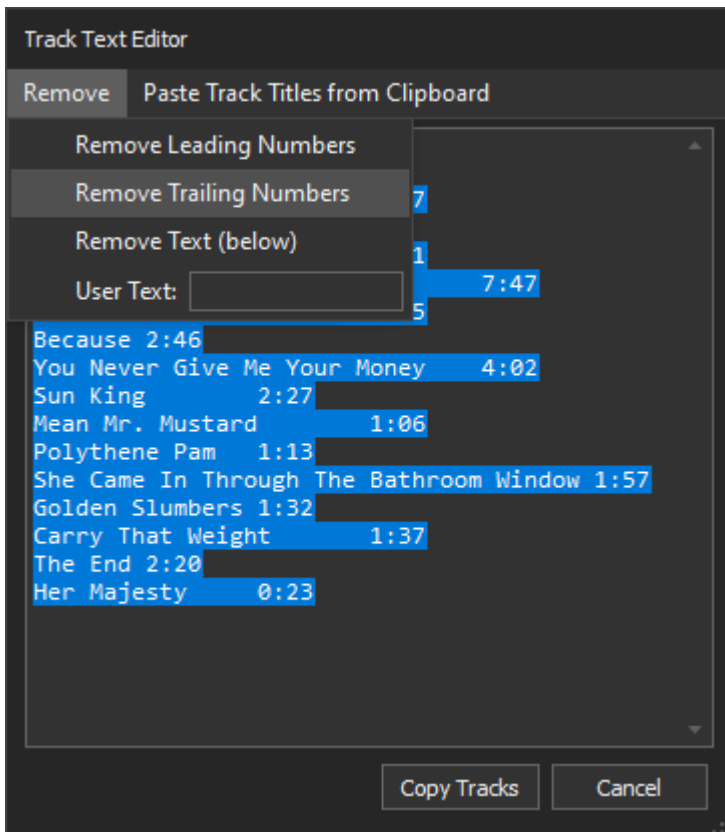 Track Text Editor
Remove Paste Track Titles from Clipboard
Remove Leading Numbers
Remove Trailing Numbers
7
Remove Text (below)
1
User Text:
7:47
5
Because 2:46
You Never Give Me Your Money 4:02
Sun King 2:27
Mean Mr. Mustard 1:06
Polythene Pam 1:13
She Came In Through The Bathroom Window 1:57
Golden Slumbers 1:32
Carry That Weight 1:37
The End 2:20
Her Majesty 0:23
Copy Tracks Cancel